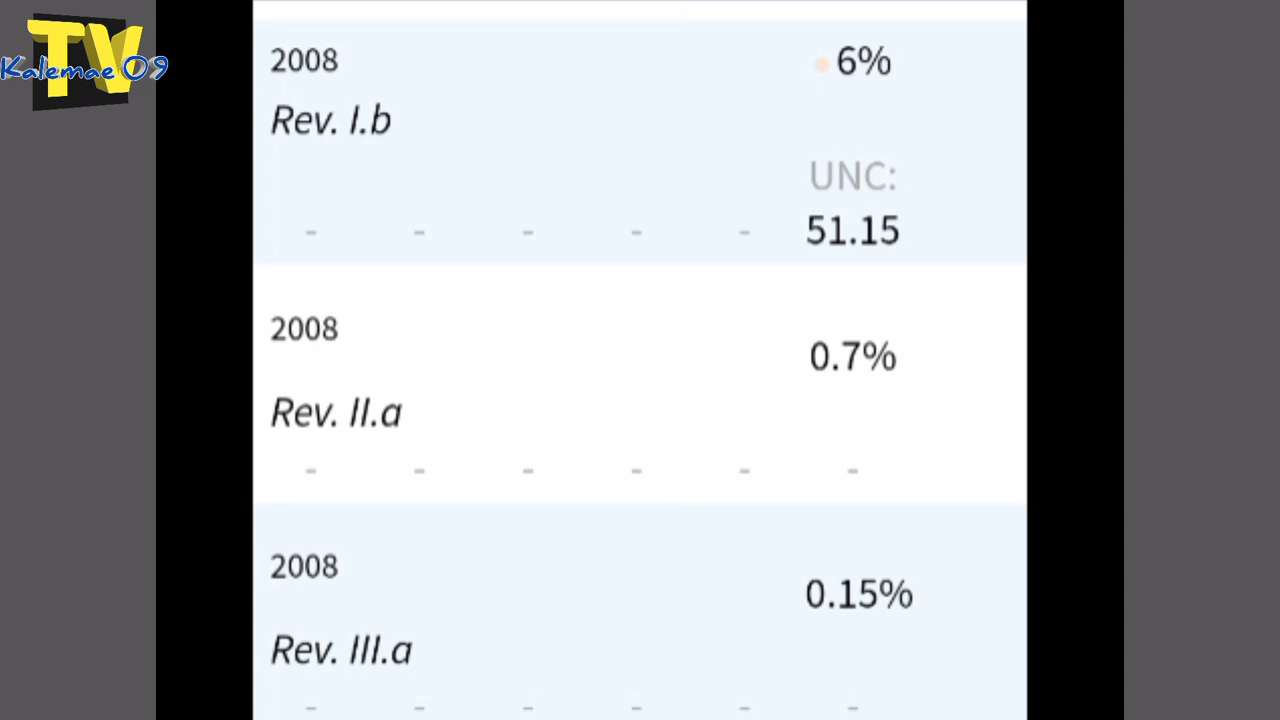 TV
Kalemae 09
2008 6%
Rev. I.b
UNC:
- - - - - 51.15
2008
0.7%
Rev. II.a
- - - - - -
2008
0.15%
Rev. III.a
- - - - - -